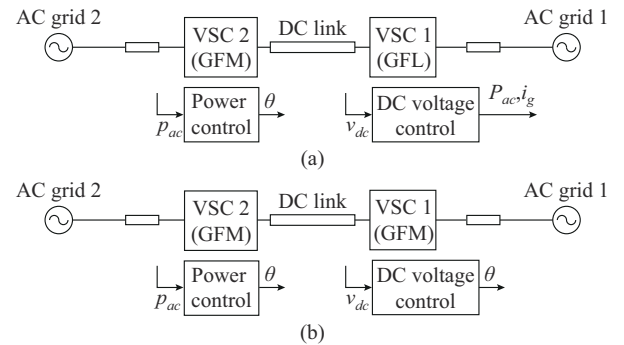 AC grid 2
VSC 2
(GFM)
DC link
VSC 1
(GFL)
AC grid 1
p_ac
Power
control
θ
v_dc
DC voltage
control
P_ac,i_g
(a)
AC grid 2
VSC 2
(GFM)
DC link
VSC 1
(GFM)
AC grid 1
p_ac
Power
control
θ
v_dc
DC voltage
control
θ
(b)